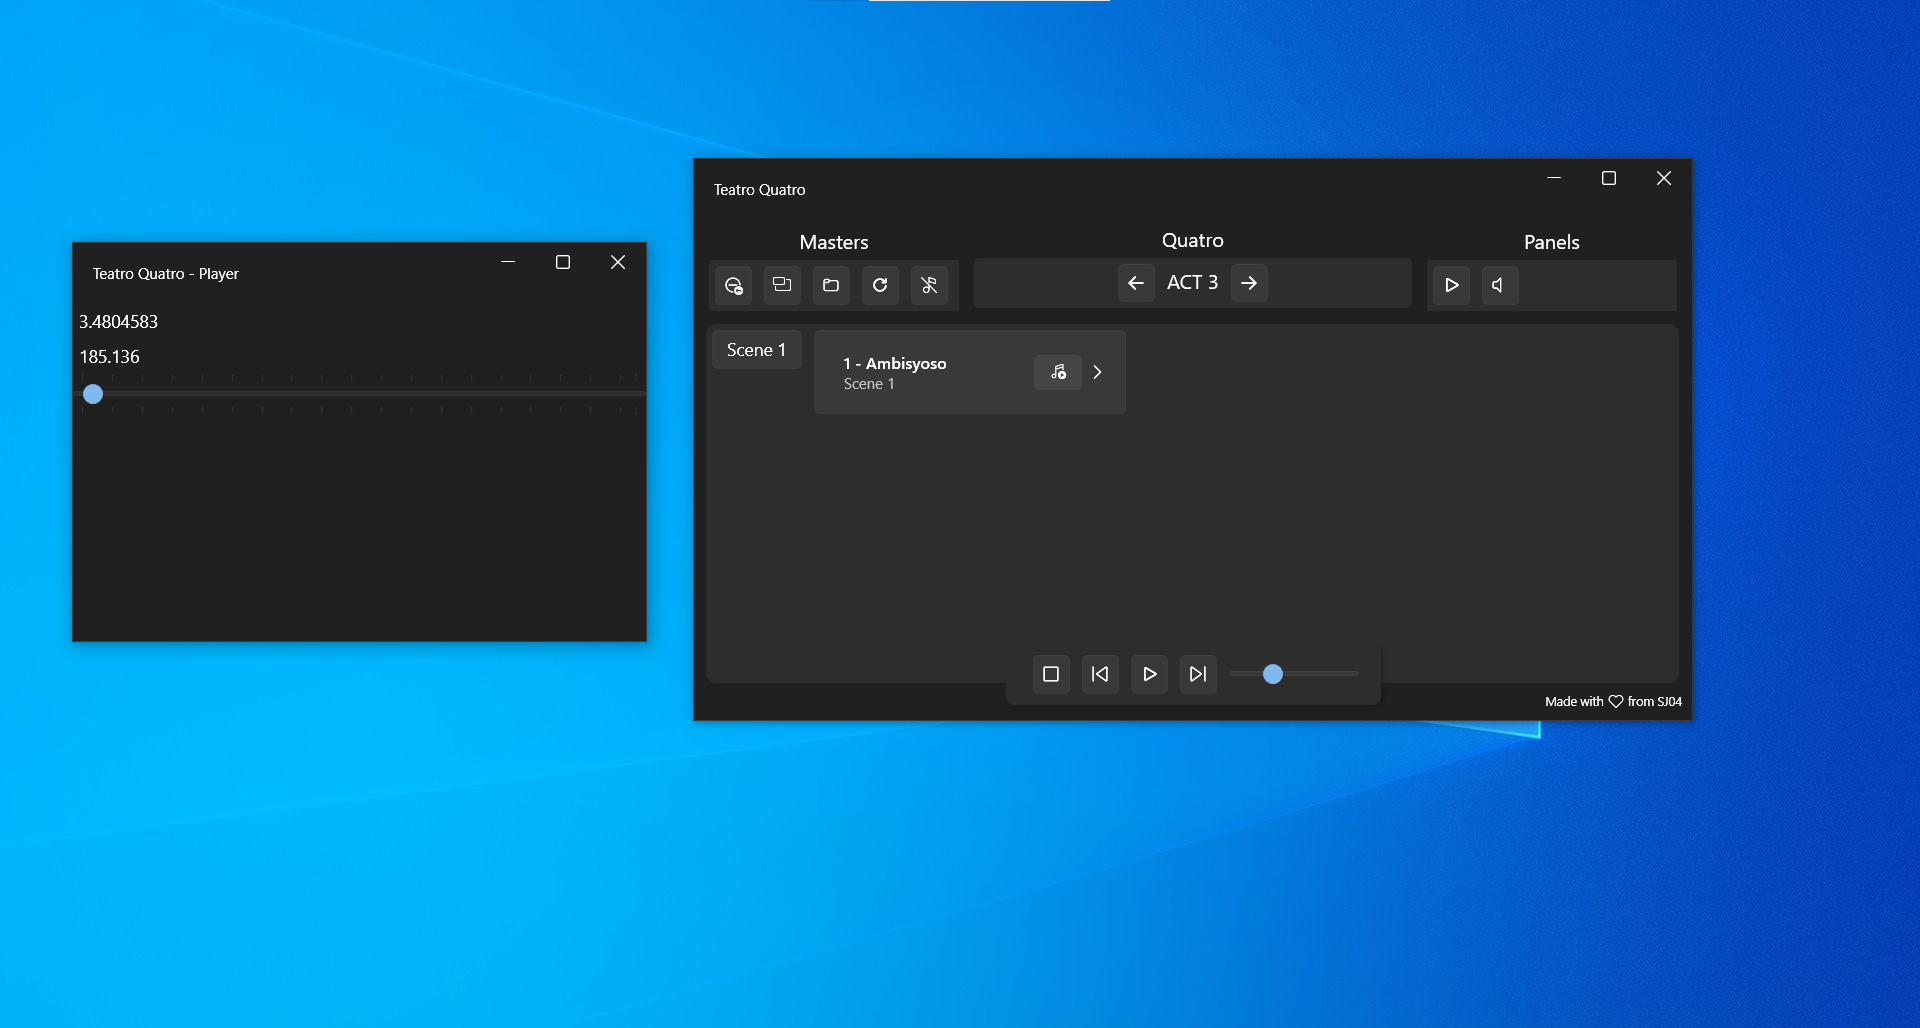 Teatro Quatro - Player
3.4804583
185.136
Teatro Quatro
Masters
Quatro
Panels
ACT 3
Scene 1
1 - Ambisyoso
Scene 1
Made with ♡ from SJ04